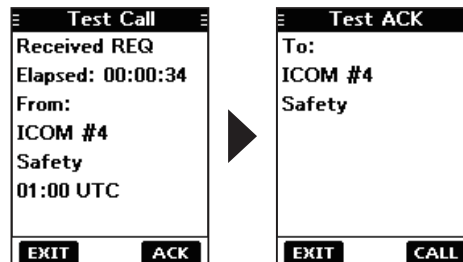 Test Call
Received REQ
Elapsed: 00:00:34
From:
ICOM #4
Safety
01:00 UTC
EXIT ACK
Test ACK
To:
ICOM #4
Safety
EXIT CALL